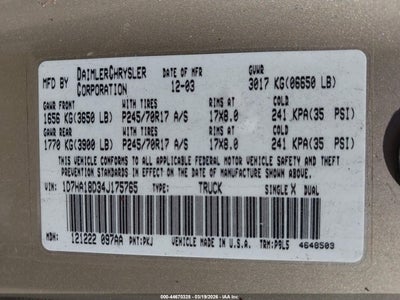 MFD BY DAIMLERCHRYSLER CORPORATION DATE OF MFR 12-03 GVWR 3017 KG(06650 LB)
GAWR FRONT WITH TIRES RIMS AT COLD
1656 KG(3650 LB) P245/70R17 A/S 17X8.0 241 KPA(35 PSI)
GAWR REAR WITH TIRES RIMS AT COLD
1770 KG(3900 LB) P245/70R17 A/S 17X8.0 241 KPA(35 PSI)
THIS VEHICLE CONFORMS TO ALL APPLICABLE FEDERAL MOTOR VEHICLE SAFETY AND THEFT
PREVENTION STANDARDS IN EFFECT ON THE DATE OF MANUFACTURE SHOWN ABOVE.
VIN: 1D7HA18D34J175765 TYPE: TRUCK SINGLE X DUAL
MDH: 121222 097AA PNT:PKJ VEHICLE MADE IN U.S.A. TRM:P9L5 4648503
000-44670325 - 03/19/2026 - IAA Inc